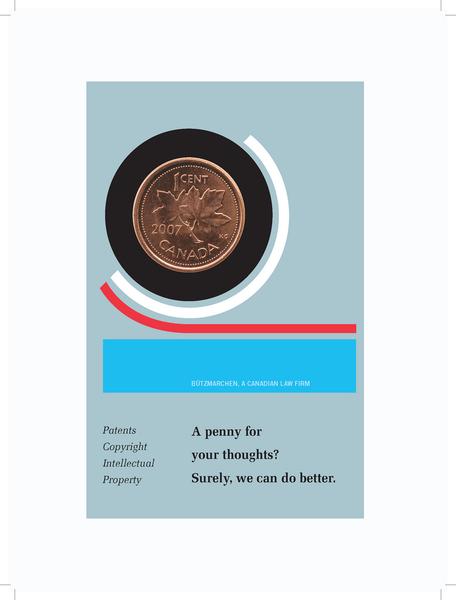 1 CENT
2007
KG
CANADA
BÜTZMARCHEN, A CANADIAN LAW FIRM
Patents
Copyright
Intellectual
Property
A penny for
your thoughts?
Surely, we can do better.